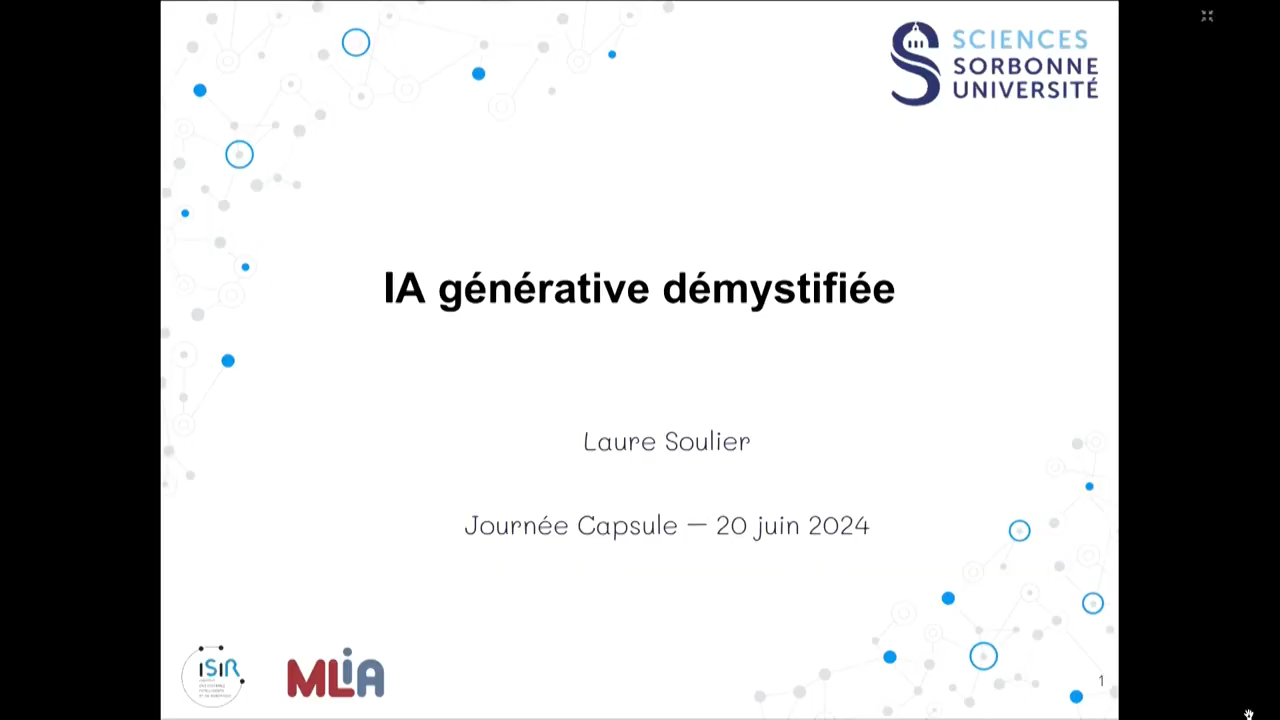 SCIENCES
SORBONNE
UNIVERSITÉ
IA générative démystifiée
Laure Soulier
Journée Capsule – 20 juin 2024
ISIR
MLIA
1